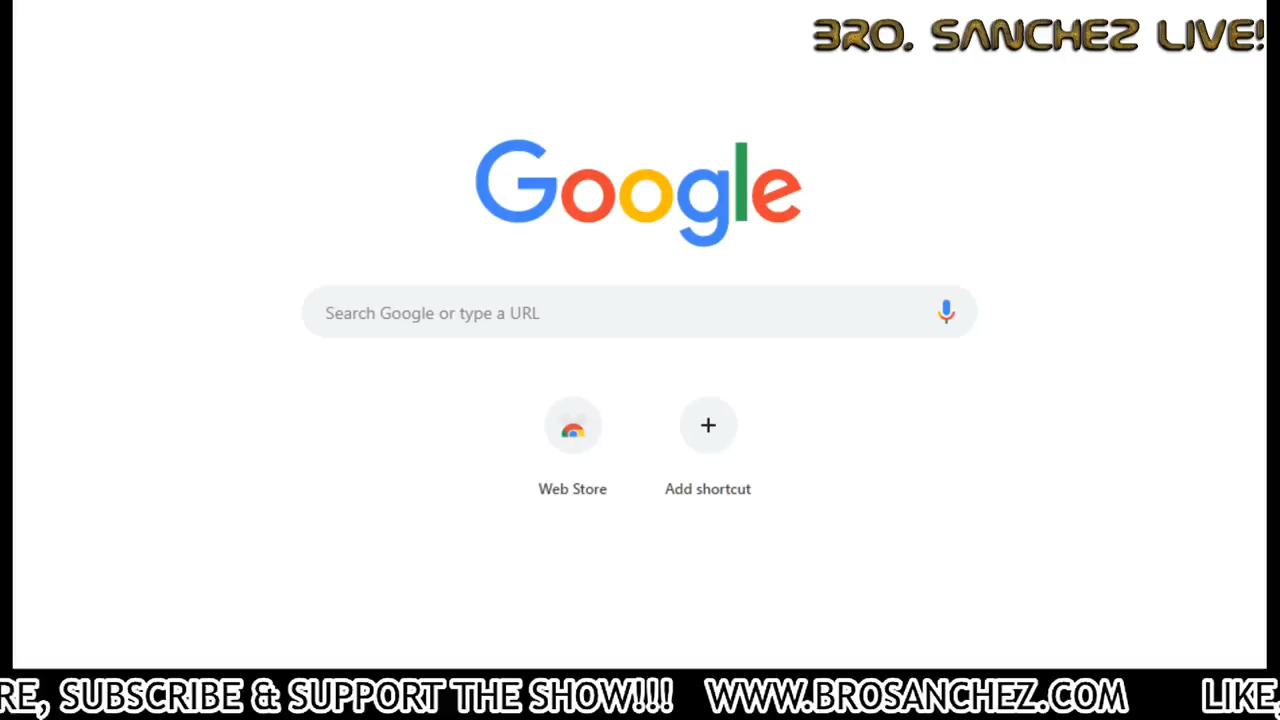 BRO. SANCHEZ LIVE!
Google
Search Google or type a URL
Web Store
Add shortcut
RE, SUBSCRIBE & SUPPORT THE SHOW!!! WWW.BROSANCHEZ.COM LIKE,